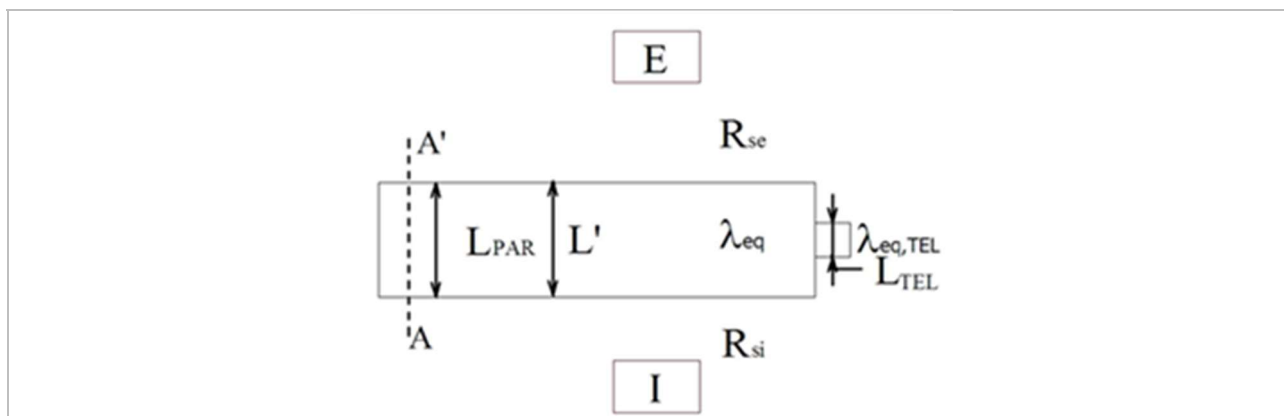 E
Rse
A'
LPAR L' λeq λeq,TEL
LTEL
A
Rsi
I